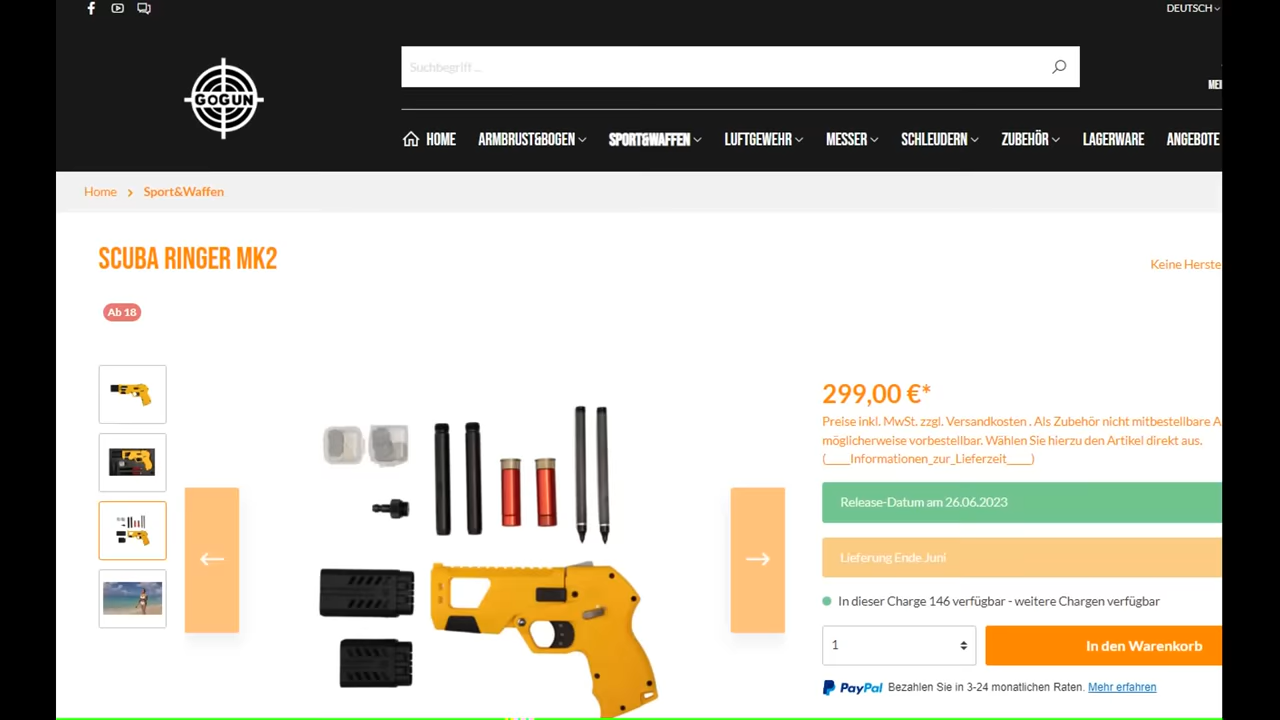 DEUTSCH
GOGUN
Suchbegriff ...
HOME
ARMBRUST&BOGEN
SPORT&WAFFEN
LUFTGEWEHR
MESSER
SCHLEUDERN
ZUBEHÖR
LAGERWARE
ANGEBOTE
Home
Sport&Waffen
SCUBA RINGER MK2
Keine Herste
Ab 18
299,00 €*
Preise inkl. MwSt. zzgl. Versandkosten . Als Zubehör nicht mitbestellbare A
möglicherweise vorbestellbar. Wählen Sie hierzu den Artikel direkt aus.
(____Informationen_zur_Lieferzeit____)
Release-Datum am 26.06.2023
Lieferung Ende Juni
In dieser Charge 146 verfügbar - weitere Chargen verfügbar
1
In den Warenkorb
PayPal Bezahlen Sie in 3-24 monatlichen Raten. Mehr erfahren